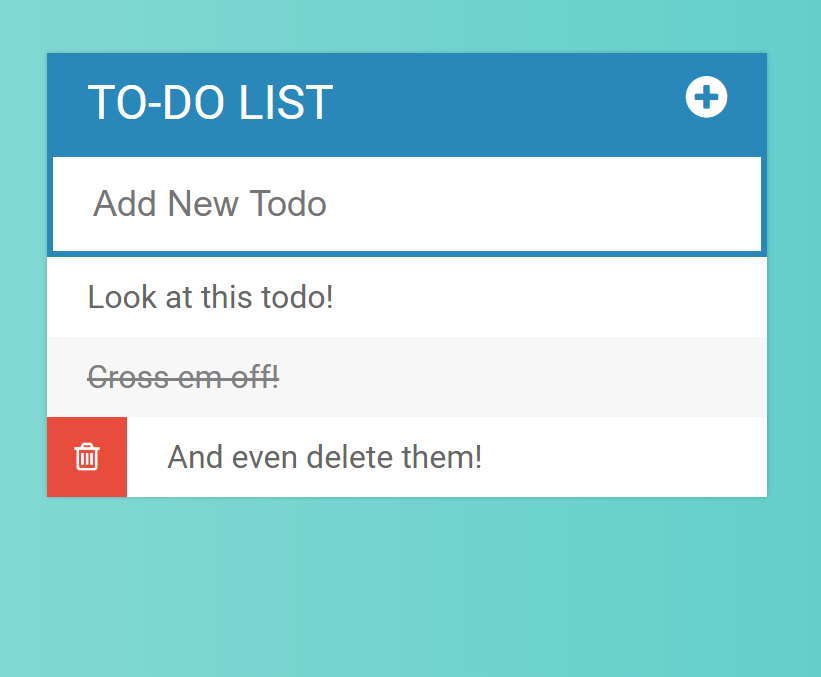 TO-DO LIST
Add New Todo
Look at this todo!
Cross em off!
And even delete them!